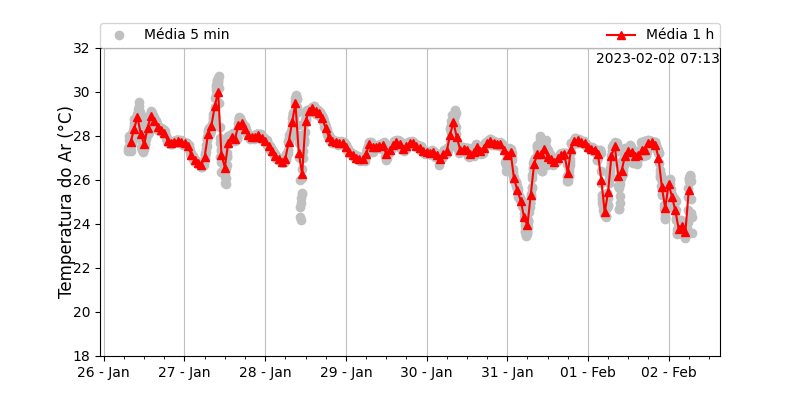 Média 5 min
Média 1 h
2023-02-02 07:13
Temperatura do Ar (°C)
32
30
28
26
24
22
20
18
26 - Jan
27 - Jan
28 - Jan
29 - Jan
30 - Jan
31 - Jan
01 - Feb
02 - Feb